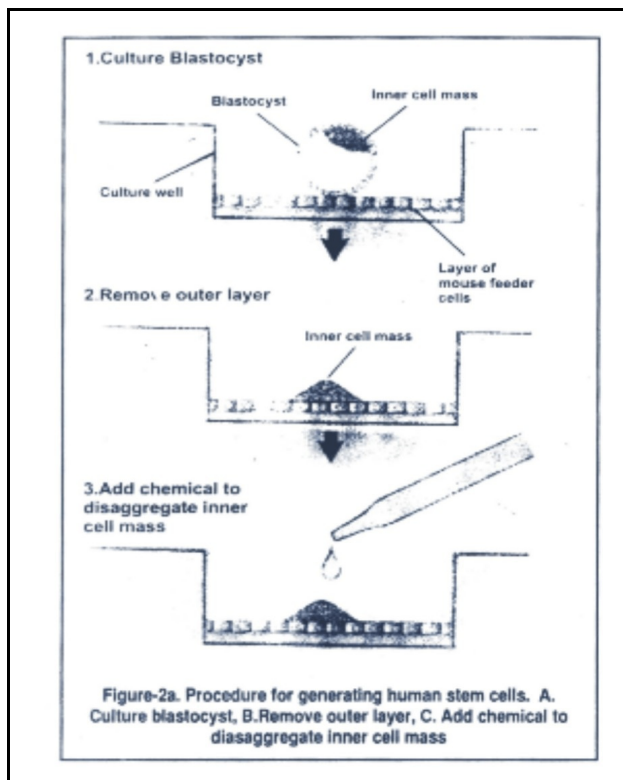 1.Culture Blastocyst
Blastocyst
Inner cell mass
Culture well
Layer of
mouse feeder
cells
2.Remove outer layer
Inner cell mass
3.Add chemical to
disaggregate inner
cell mass
Figure-2a. Procedure for generating human stem cells. A.
Culture blastocyst, B.Remove outer layer, C. Add chemical to
diasaggregate inner cell mass